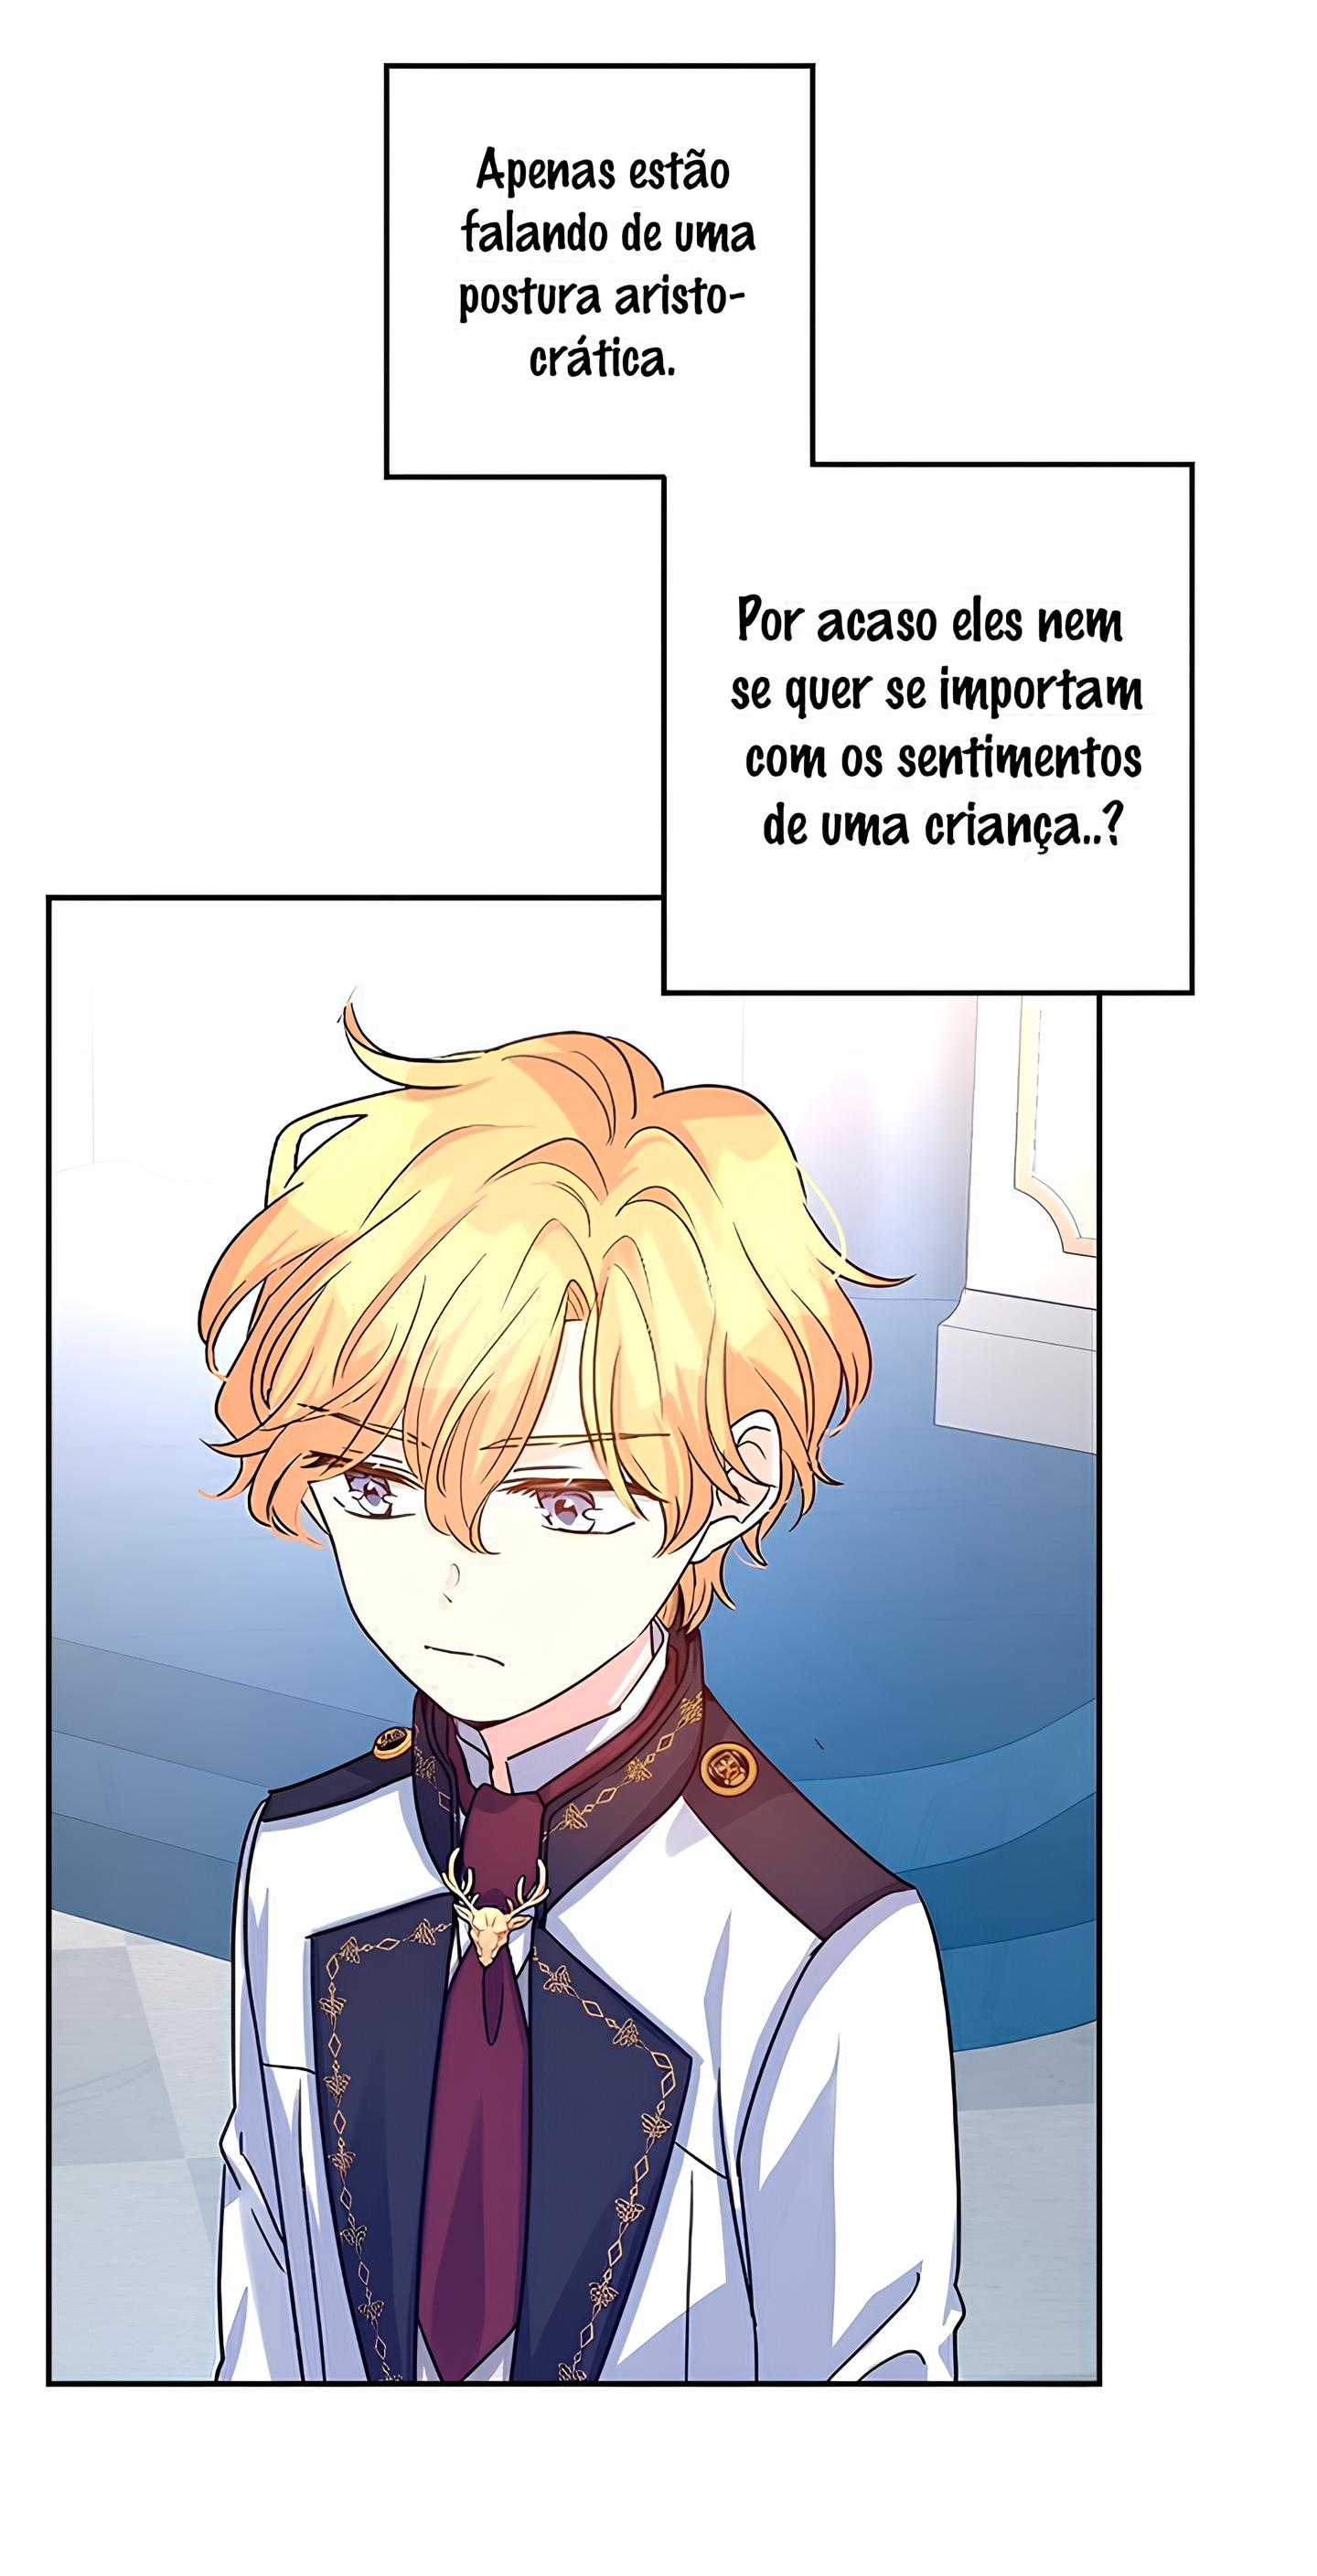 Apenas estão
falando de uma
postura aristo-
crática.
Por acaso eles nem
se quer se importam
com os sentimentos
de uma criança..?